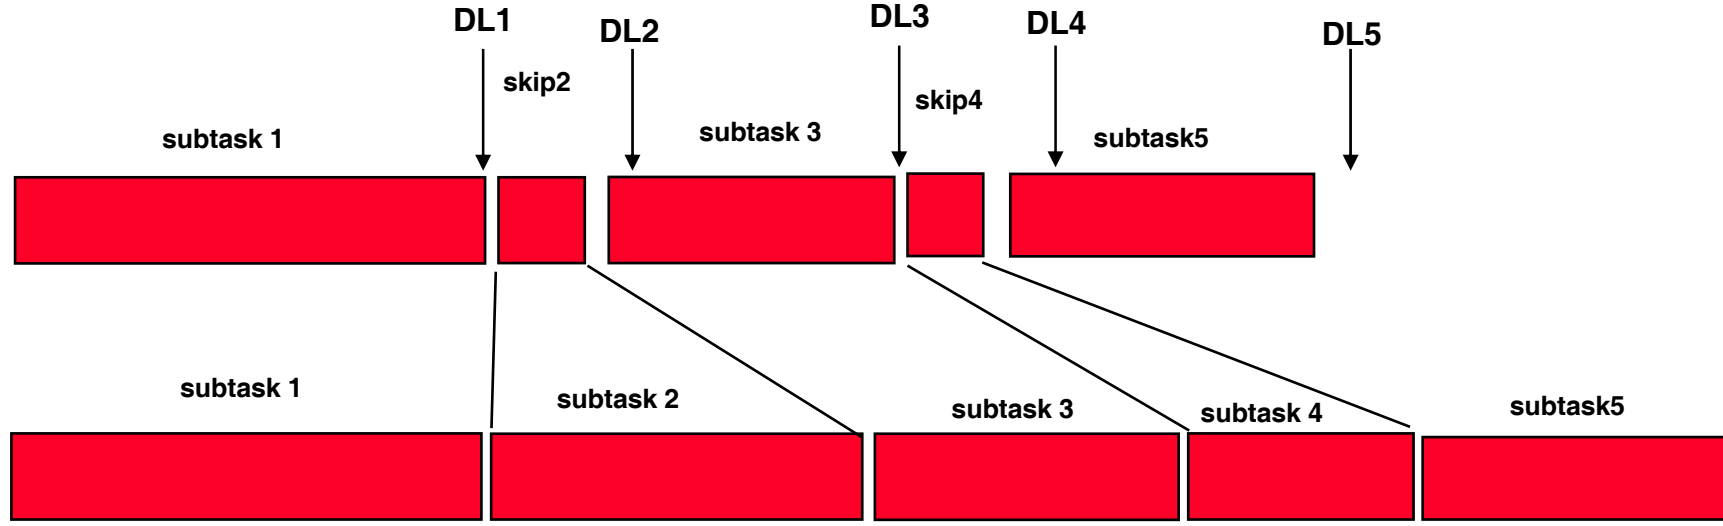 DL1
DL2
DL3
DL4
DL5
skip2
skip4
subtask 1
subtask 3
subtask5
subtask 1
subtask 2
subtask 3
subtask 4
subtask5